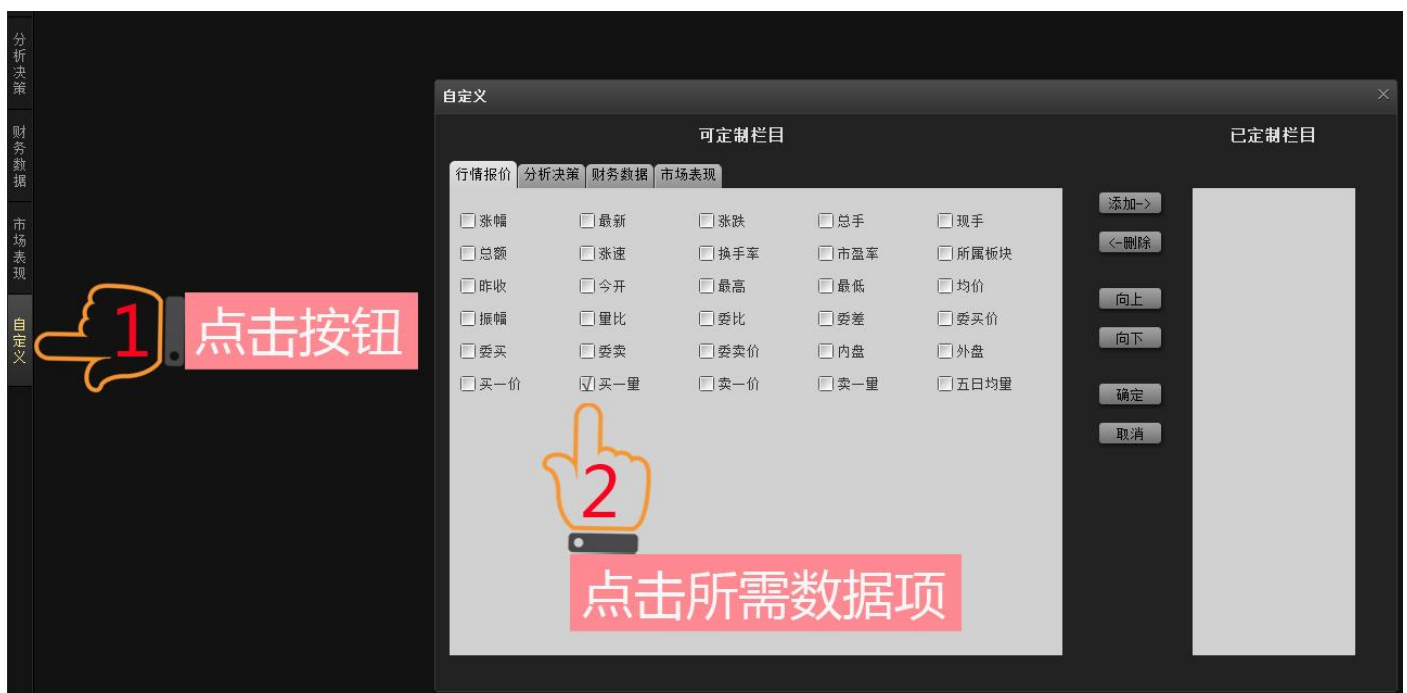 分析决策
财务数据
市场表现
自定义
1
点击按钮
自定义
可定制栏目
已定制栏目
行情报价 分析决策 财务数据 市场表现
涨幅 最新 涨跌 总手 现手
总额 涨速 换手率 市盈率 所属板块
昨收 今开 最高 最低 均价
振幅 量比 委比 委差 委买价
委买 委卖 委卖价 内盘 外盘
买一价 买一量 卖一价 卖一量 五日均量
添加->
<-删除
向上
向下
确定
取消
2
点击所需数据项